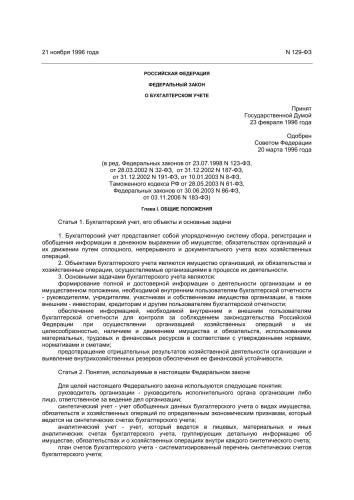 21 ноября 1996 года N 129-ФЗ
РОССИЙСКАЯ ФЕДЕРАЦИЯ
ФЕДЕРАЛЬНЫЙ ЗАКОН
О БУХГАЛТЕРСКОМ УЧЕТЕ
Принят
Государственной Думой
23 февраля 1996 года
Одобрен
Советом Федерации
20 марта 1996 года
(в ред. Федеральных законов от 23.07.1998 N 123-ФЗ,
от 28.03.2002 N 32-ФЗ, от 31.12.2002 N 187-ФЗ,
от 31.12.2002 N 191-ФЗ, от 10.01.2003 N 8-ФЗ,
Таможенного кодекса РФ от 28.05.2003 N 61-ФЗ,
Федеральных законов от 30.06.2003 N 86-ФЗ,
от 03.11.2006 N 183-ФЗ)
Глава I. ОБЩИЕ ПОЛОЖЕНИЯ
Статья 1. Бухгалтерский учет, его объекты и основные задачи
1. Бухгалтерский учет представляет собой упорядоченную систему сбора, регистрации и
обобщения информации в денежном выражении об имуществе, обязательствах организаций и
их движении путем сплошного, непрерывного и документального учета всех хозяйственных
операций.
2. Объектами бухгалтерского учета являются имущество организаций, их обязательства и
хозяйственные операции, осуществляемые организациями в процессе их деятельности.
3. Основными задачами бухгалтерского учета являются:
формирование полной и достоверной информации о деятельности организации и ее
имущественном положении, необходимой внутренним пользователям бухгалтерской отчетности
- руководителям, учредителям, участникам и собственникам имущества организации, а также
внешним - инвесторам, кредиторам и другим пользователям бухгалтерской отчетности;
обеспечение информацией, необходимой внутренним и внешним пользователям
бухгалтерской отчетности для контроля за соблюдением законодательства Российской
Федерации при осуществлении организацией хозяйственных операций и их
целесообразностью, наличием и движением имущества и обязательств, использованием
материальных, трудовых и финансовых ресурсов в соответствии с утвержденными нормами,
нормативами и сметами;
предотвращение отрицательных результатов хозяйственной деятельности организации и
выявление внутрихозяйственных резервов обеспечения ее финансовой устойчивости.
Статья 2. Понятия, используемые в настоящем Федеральном законе
Для целей настоящего Федерального закона используются следующие понятия:
руководитель организации - руководитель исполнительного органа организации либо
лицо, ответственное за ведение дел организации;
синтетический учет - учет обобщенных данных бухгалтерского учета о видах имущества,
обязательств и хозяйственных операций по определенным экономическим признакам, который
ведется на синтетических счетах бухгалтерского учета;
аналитический учет - учет, который ведется в лицевых, материальных и иных
аналитических счетах бухгалтерского учета, группирующих детальную информацию об
имуществе, обязательствах и о хозяйственных операциях внутри каждого синтетического счета;
план счетов бухгалтерского учета - систематизированный перечень синтетических счетов
бухгалтерского учета;